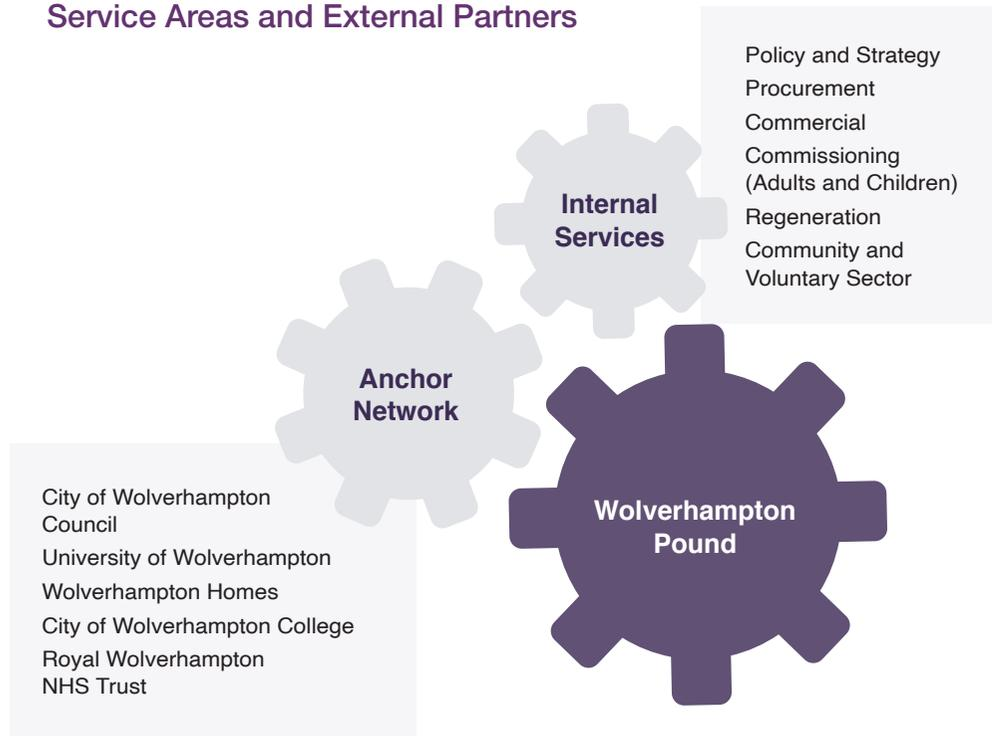 Service Areas and External Partners
Policy and Strategy
Procurement
Commercial
Commissioning
(Adults and Children)
Regeneration
Community and
Voluntary Sector
Internal
Services
Anchor
Network
Wolverhampton
Pound
City of Wolverhampton
Council
University of Wolverhampton
Wolverhampton Homes
City of Wolverhampton College
Royal Wolverhampton
NHS Trust